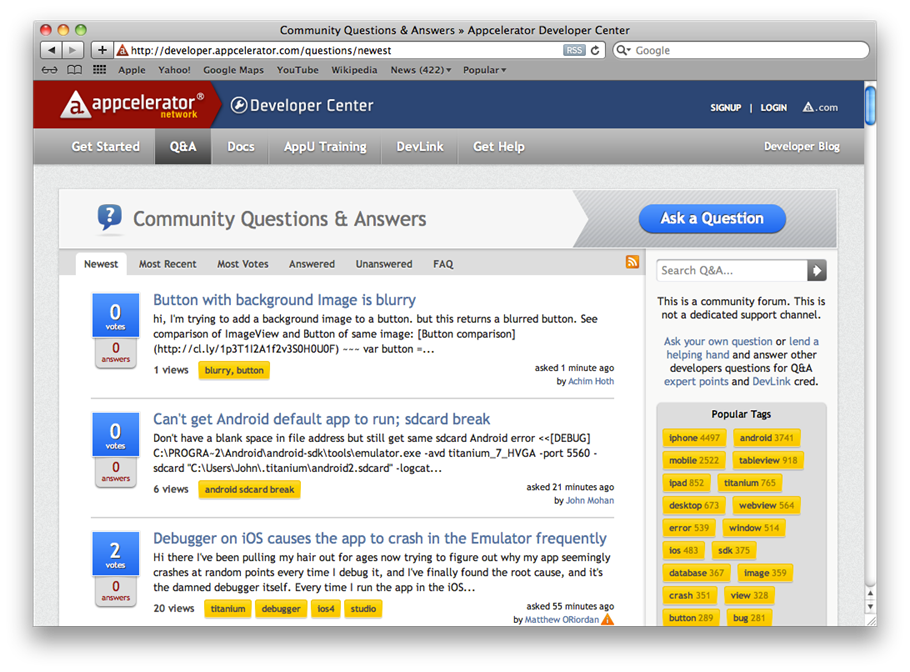 Community Questions & Answers » Appcelerator Developer Center
http://developer.appcelerator.com/questions/newest
RSS
Google
Apple Yahoo! Google Maps YouTube Wikipedia News (422) Popular
appcelerator®
network
Developer Center
SIGNUP | LOGIN a.com
Get Started Q&A Docs AppU Training DevLink Get Help Developer Blog
Community Questions & Answers
Ask a Question
Newest Most Recent Most Votes Answered Unanswered FAQ
0
votes
0
answers
Button with background Image is blurry
hi, I'm trying to add a background image to a button. but this returns a blurred button. See
comparison of ImageView and Button of same image: [Button comparison]
(http://cl.ly/1p3T1I2A1f2v3S0H0U0F) ~~~ var button =...
1 views blurry, button
asked 1 minute ago
by Achim Hoth
0
votes
0
answers
Can't get Android default app to run; sdcard break
Don't have a blank space in file address but still get same sdcard Android error <<[DEBUG]
C:\PROGRA~2\Android\android-sdk\tools\emulator.exe -avd titanium_7_HVGA -port 5560 -
sdcard "C:\Users\John\.titanium\android2.sdcard" -logcat...
6 views android sdcard break
asked 21 minutes ago
by John Mohan
2
votes
0
answers
Debugger on iOS causes the app to crash in the Emulator frequently
Hi there I've been pulling my hair out for ages now trying to figure out why my app seemingly
crashes at random points every time I debug it, and I've finally found the root cause, and it's
the damned debugger itself. Every time I run the app in the iOS...
20 views titanium debugger ios4 studio
asked 55 minutes ago
by Matthew ORiordan
Search Q&A...
This is a community forum. This is
not a dedicated support channel.
Ask your own question or lend a
helping hand and answer other
developers questions for Q&A
expert points and DevLink cred.
Popular Tags
iphone 4497 android 3741
mobile 2522 tableview 918
ipad 852 titanium 765
desktop 673 webview 564
error 539 window 514
ios 483 sdk 375
database 367 image 359
crash 351 view 328
button 289 bug 281